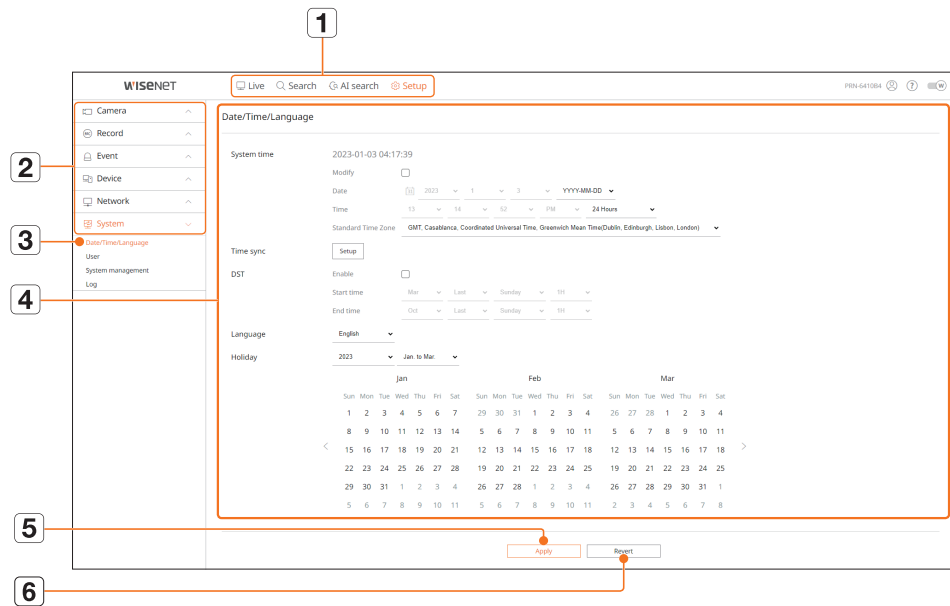 1
WISENET
Live Search AI search Setup
PRN-6410B4 ? W
Camera
Date/Time/Language
REC Record
System time 2023-01-03 04:17:39
Event
2
Modify
Device
Date 2023 1 3 YYYY-MM-DD
Network
Time 13 14 52 PM 24 Hours
System
Standard Time Zone GMT, Casablanca, Coordinated Universal Time, Greenwich Mean Time(Dublin, Edinburgh, Lisbon, London)
3
Date/Time/Language
Time sync Setup
User
System management
DST Enable
Log
4
Start time Mar Last Sunday 1H
End time Oct Last Sunday 1H
Language English
Holiday 2023 Jan. to Mar.
Jan Feb Mar
Sun Mon Tue Wed Thu Fri Sat Sun Mon Tue Wed Thu Fri Sat Sun Mon Tue Wed Thu Fri Sat
1 2 3 4 5 6 7 29 30 31 1 2 3 4 26 27 28 1 2 3 4
8 9 10 11 12 13 14 5 6 7 8 9 10 11 5 6 7 8 9 10 11
< 15 16 17 18 19 20 21 12 13 14 15 16 17 18 12 13 14 15 16 17 18 >
22 23 24 25 26 27 28 19 20 21 22 23 24 25 19 20 21 22 23 24 25
29 30 31 1 2 3 4 26 27 28 1 2 3 4 26 27 28 29 30 31 1
5 6 7 8 9 10 11 5 6 7 8 9 10 11 2 3 4 5 6 7 8
5
Apply Revert
6